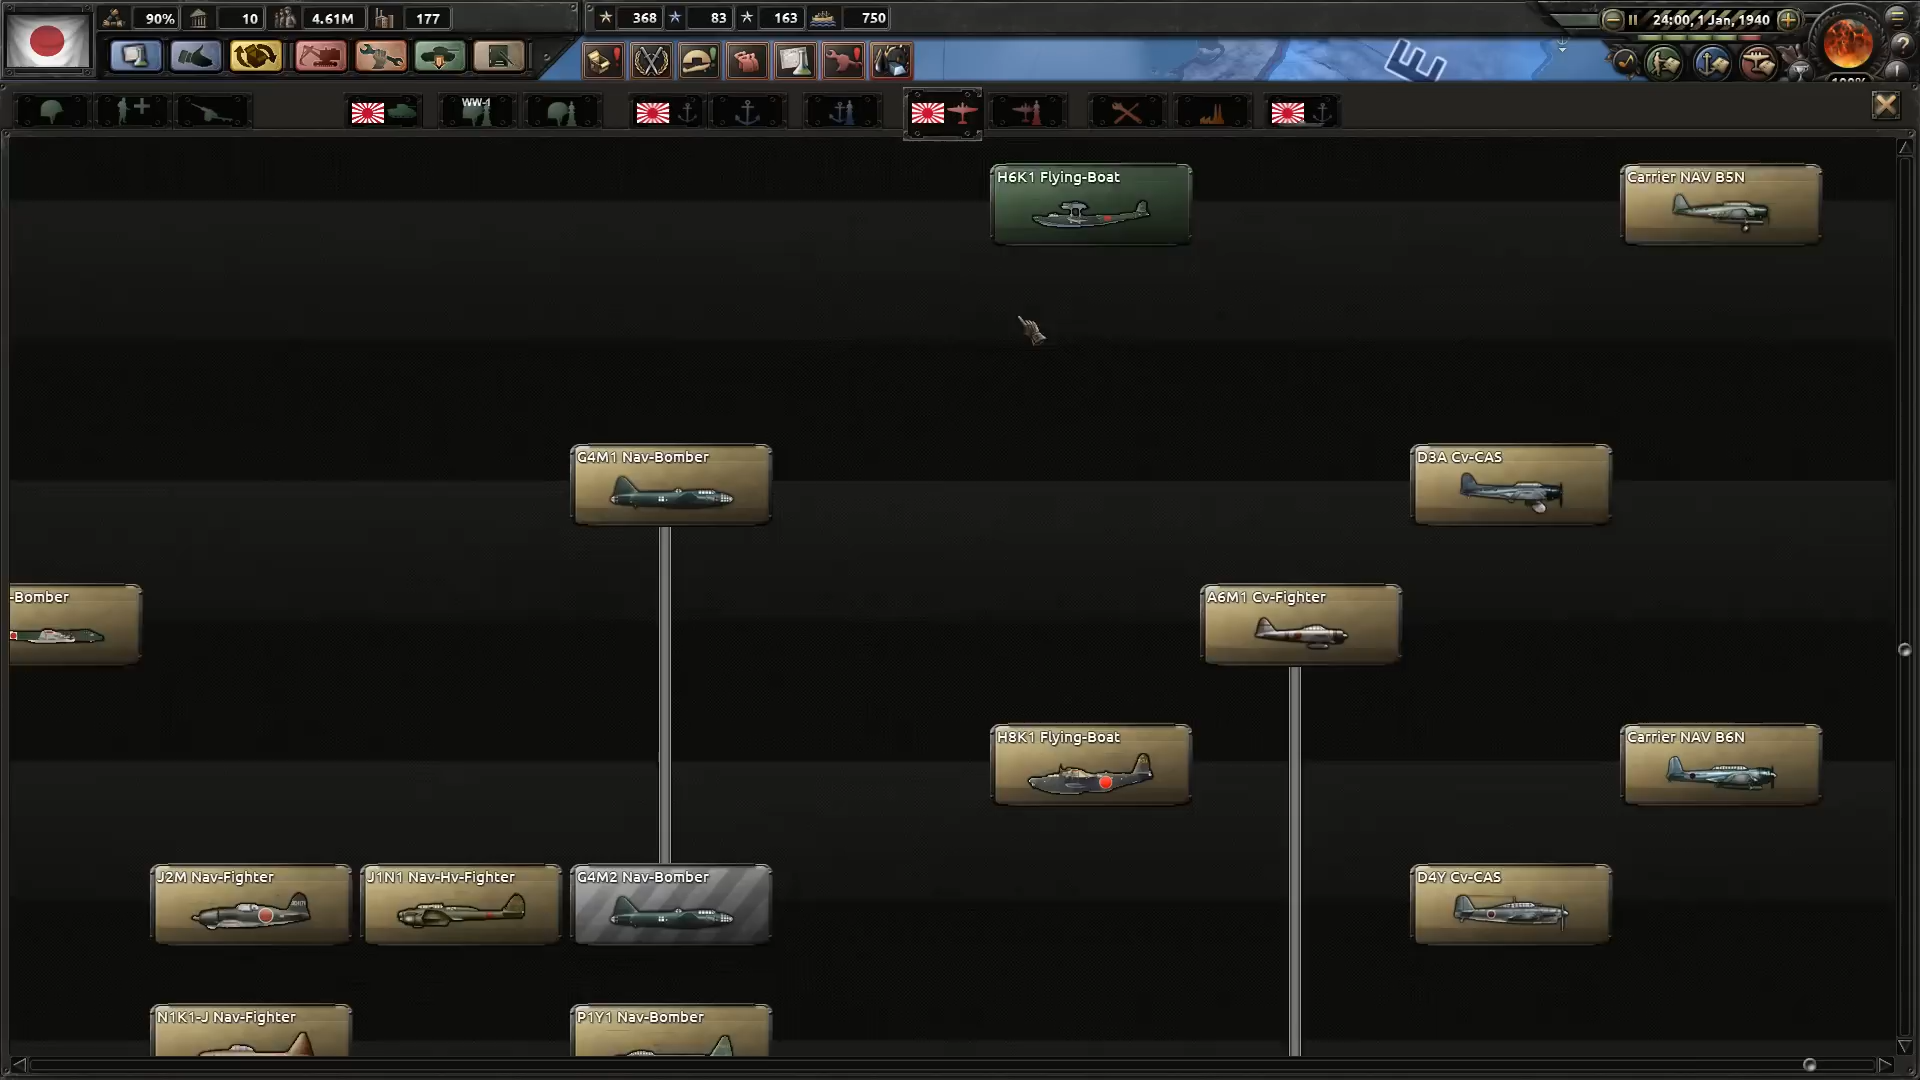 90%
10
4.61M
177
368
83
163
750
24:00, 1 Jan, 1940
E
WW-1
H6K1 Flying-Boat
Carrier NAV B5N
G4M1 Nav-Bomber
D3A Cv-CAS
-Bomber
A6M1 Cv-Fighter
H8K1 Flying-Boat
Carrier NAV B6N
J2M Nav-Fighter
J1N1 Nav-Hv-Fighter
G4M2 Nav-Bomber
D4Y Cv-CAS
N1K1-J Nav-Fighter
P1Y1 Nav-Bomber